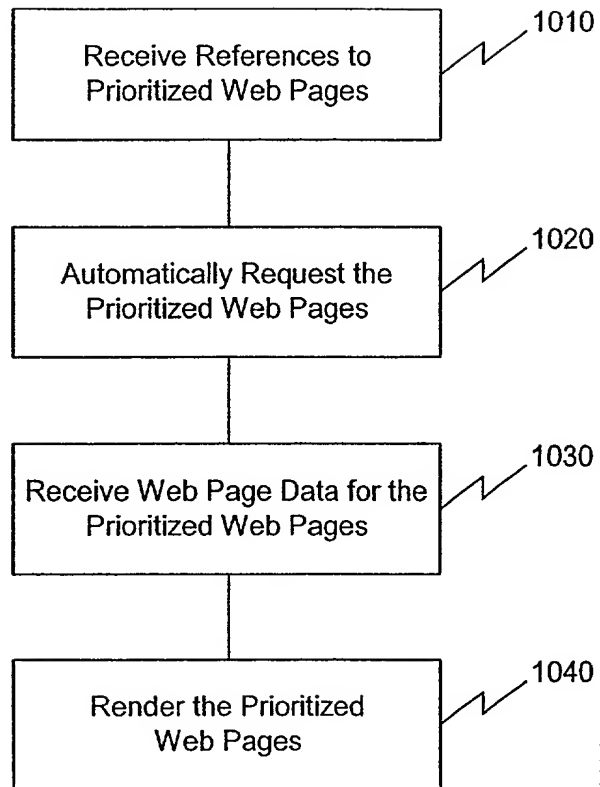 1010
Receive References to
Prioritized Web Pages
1020
Automatically Request the
Prioritized Web Pages
1030
Receive Web Page Data for the
Prioritized Web Pages
1040
Render the Prioritized
Web Pages